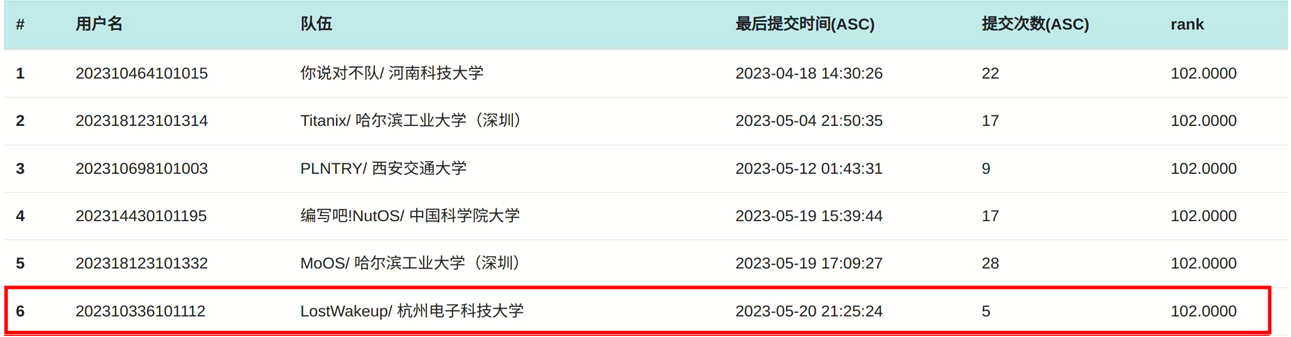 # 用户名 队伍 最后提交时间(ASC) 提交次数(ASC) rank
1 202310464101015 你说对不队/ 河南科技大学 2023-04-18 14:30:26 22 102.0000
2 202318123101314 Titanix/ 哈尔滨工业大学（深圳） 2023-05-04 21:50:35 17 102.0000
3 202310698101003 PLNTRY/ 西安交通大学 2023-05-12 01:43:31 9 102.0000
4 202314430101195 编写吧!NutOS/ 中国科学院大学 2023-05-19 15:39:44 17 102.0000
5 202318123101332 MoOS/ 哈尔滨工业大学（深圳） 2023-05-19 17:09:27 28 102.0000
6 202310336101112 LostWakeup/ 杭州电子科技大学 2023-05-20 21:25:24 5 102.0000